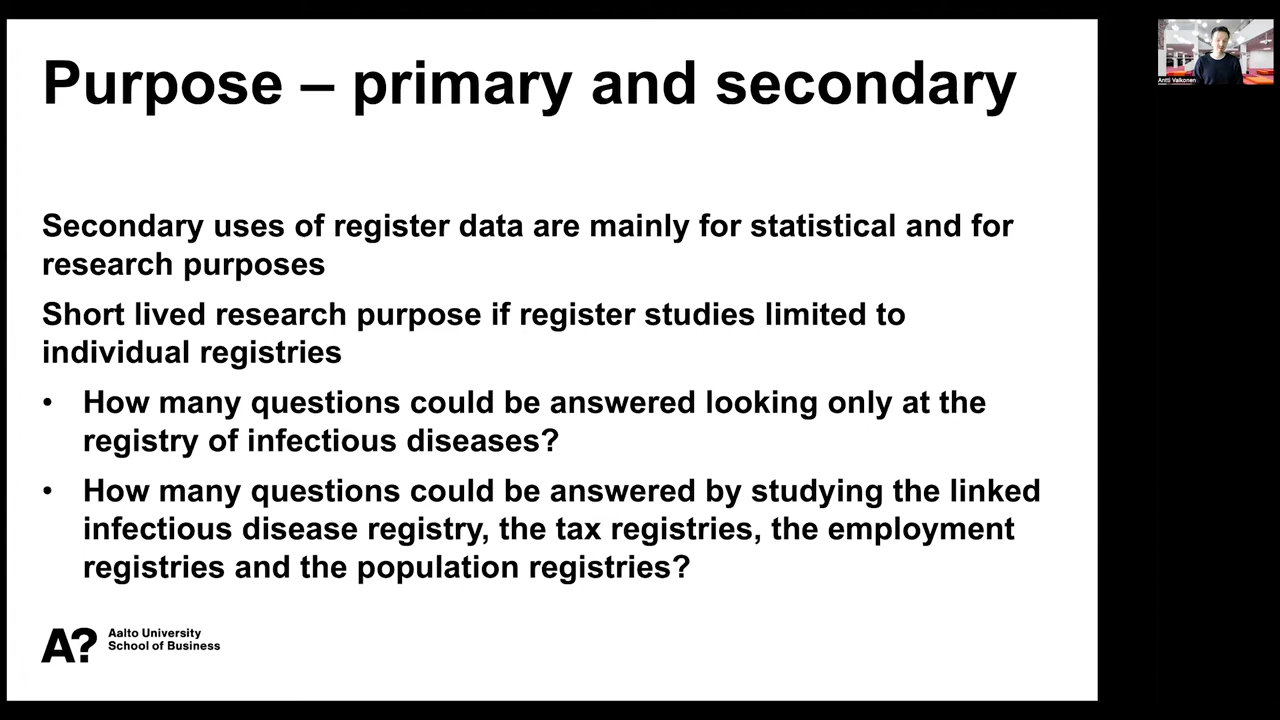 Purpose – primary and secondary
Secondary uses of register data are mainly for statistical and for
research purposes
Short lived research purpose if register studies limited to
individual registries
• How many questions could be answered looking only at the
registry of infectious diseases?
• How many questions could be answered by studying the linked
infectious disease registry, the tax registries, the employment
registries and the population registries?
A?
Aalto University
School of Business
Antti Valkonen